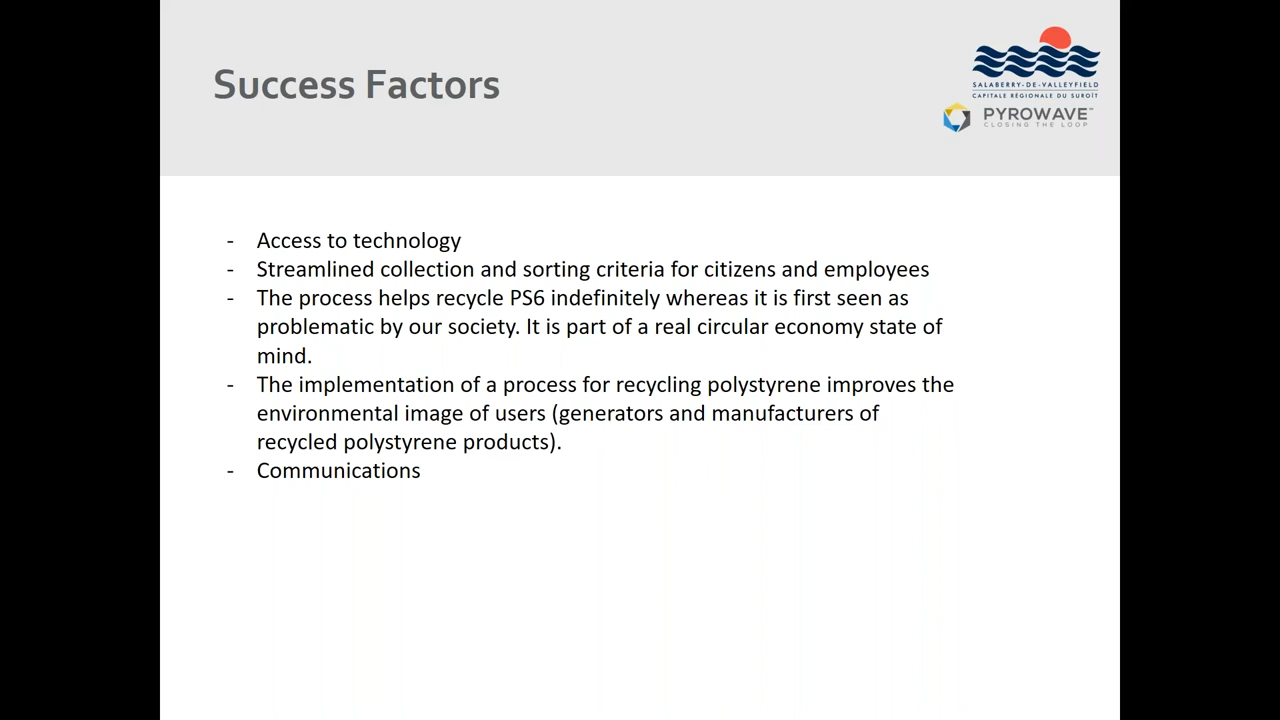 Success Factors
SALABERRY-DE-VALLEYFIELD
CAPITALE RÉGIONALE DU SUROÎT
PYROWAVE™
CLOSING THE LOOP
- Access to technology
- Streamlined collection and sorting criteria for citizens and employees
- The process helps recycle PS6 indefinitely whereas it is first seen as
problematic by our society. It is part of a real circular economy state of
mind.
- The implementation of a process for recycling polystyrene improves the
environmental image of users (generators and manufacturers of
recycled polystyrene products).
- Communications